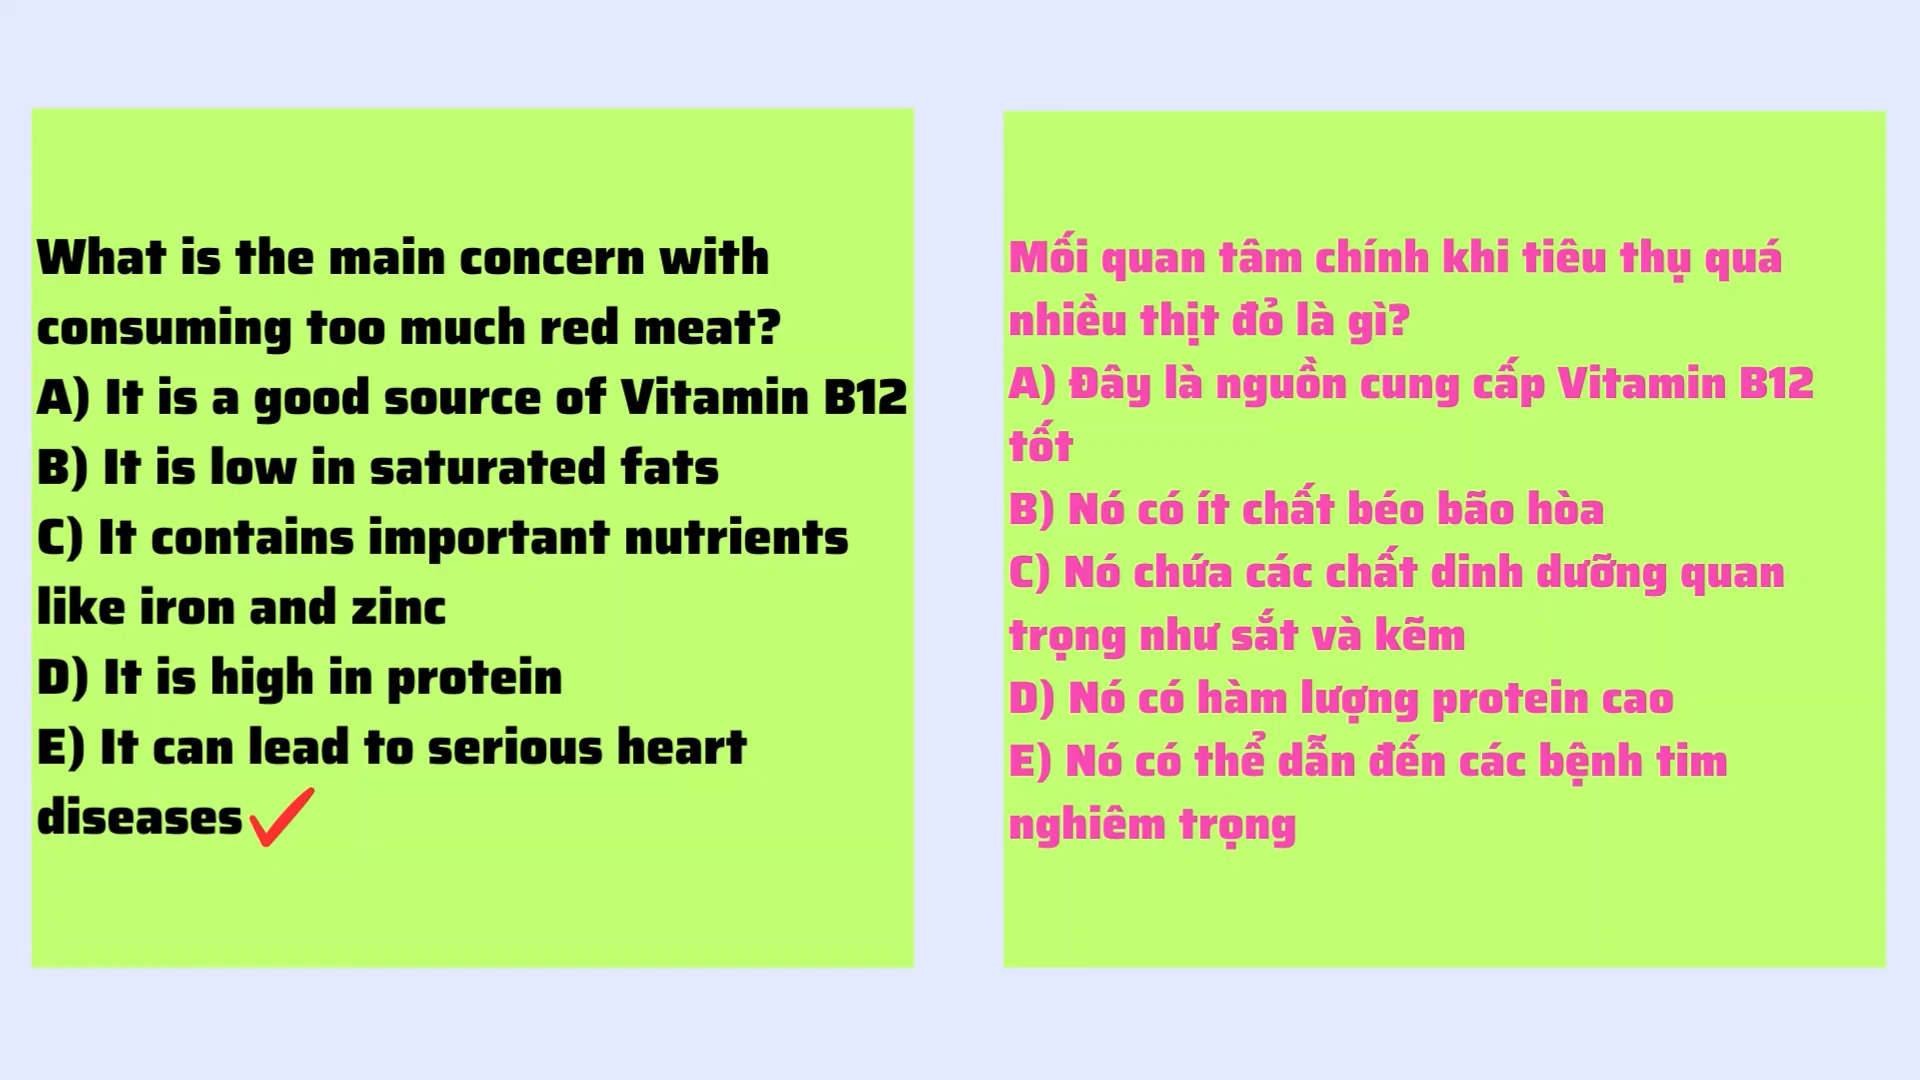 What is the main concern with
consuming too much red meat?
A) It is a good source of Vitamin B12
B) It is low in saturated fats
C) It contains important nutrients
like iron and zinc
D) It is high in protein
E) It can lead to serious heart
diseases
Mối quan tâm chính khi tiêu thụ quá
nhiều thịt đỏ là gì?
A) Đây là nguồn cung cấp Vitamin B12
tốt
B) Nó có ít chất béo bão hòa
C) Nó chứa các chất dinh dưỡng quan
trọng như sắt và kẽm
D) Nó có hàm lượng protein cao
E) Nó có thể dẫn đến các bệnh tim
nghiêm trọng